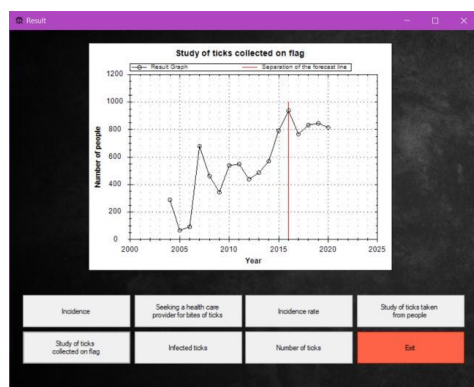 Result
Study of ticks collected on flag
Result Graph Separation of the forecast line
1200
1000
800
600
400
200
0
Number of people
2000 2005 2010 2015 2020 2025
Year
Incidence
Seeking a health care
provider for bites of ticks
Incidence rate
Study of ticks taken
from people
Study of ticks
collected on flag
Infected ticks
Number of ticks
Exit